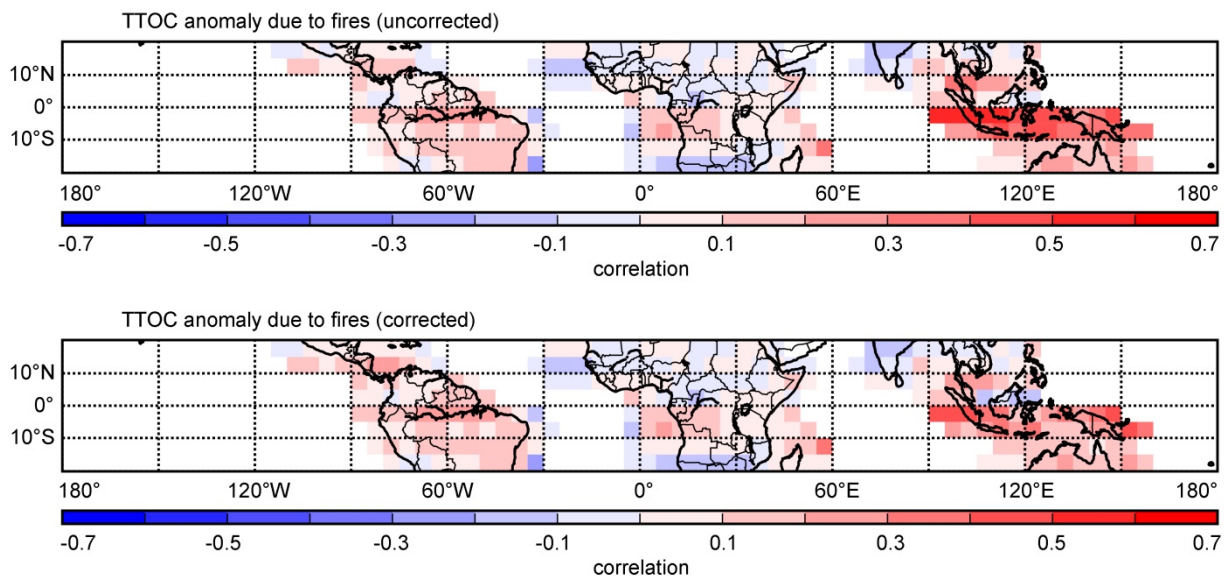 TTOC anomaly due to fires (uncorrected)
10°N
0°
10°S
180° 120°W 60°W 0° 60°E 120°E 180°
-0.7 -0.5 -0.3 -0.1 0.1 0.3 0.5 0.7
correlation
TTOC anomaly due to fires (corrected)
10°N
0°
10°S
180° 120°W 60°W 0° 60°E 120°E 180°
-0.7 -0.5 -0.3 -0.1 0.1 0.3 0.5 0.7
correlation